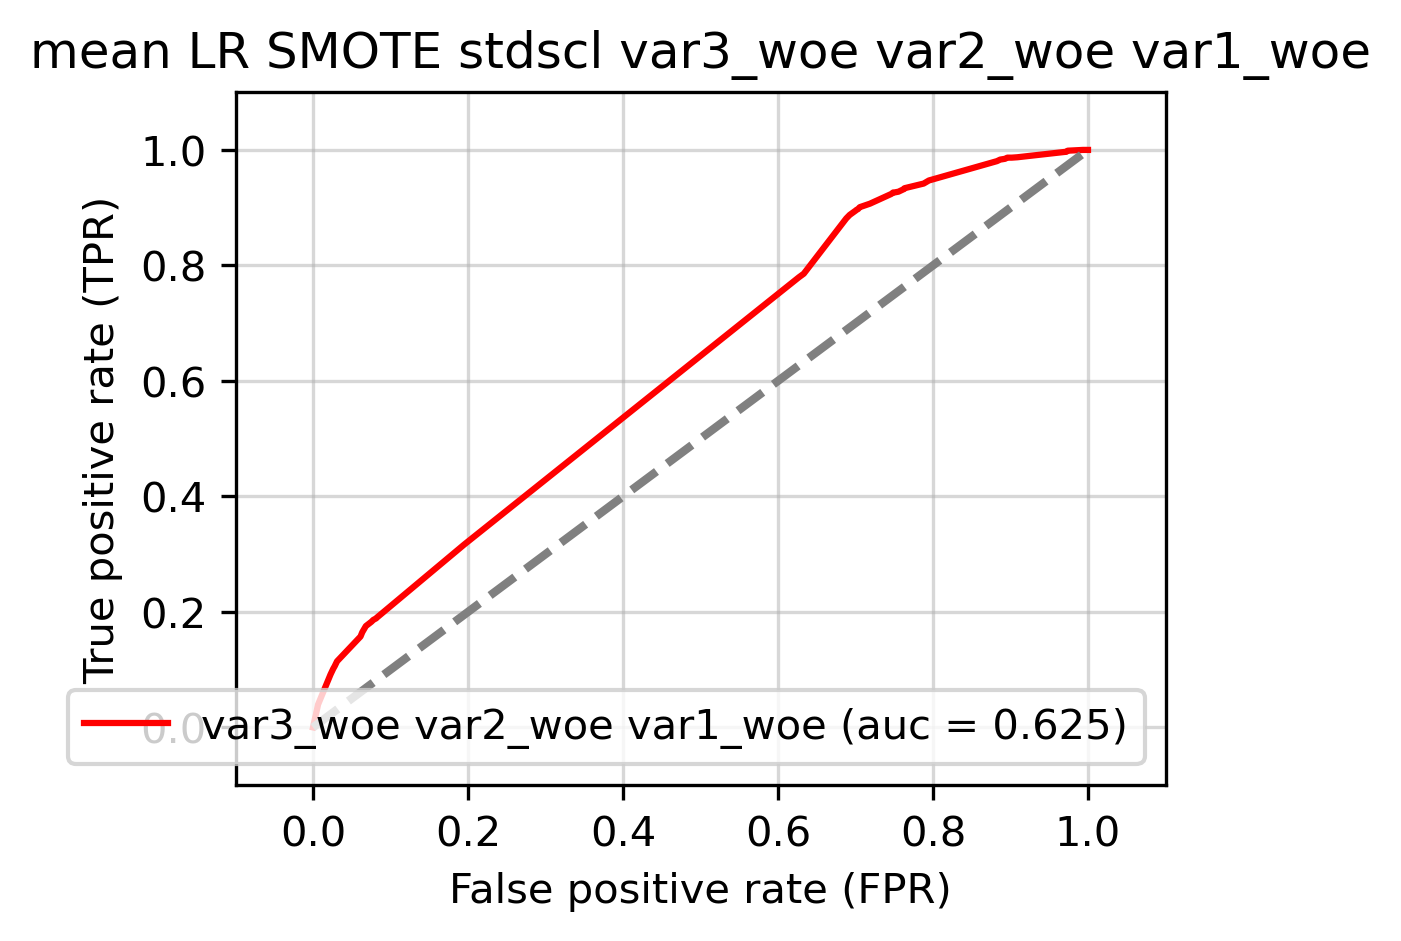 mean LR SMOTE stdscl var3_woe var2_woe var1_woe
True positive rate (TPR)
1.0
0.8
0.6
0.4
0.2
0.0
var3_woe var2_woe var1_woe (auc = 0.625)
0.0 0.2 0.4 0.6 0.8 1.0
False positive rate (FPR)